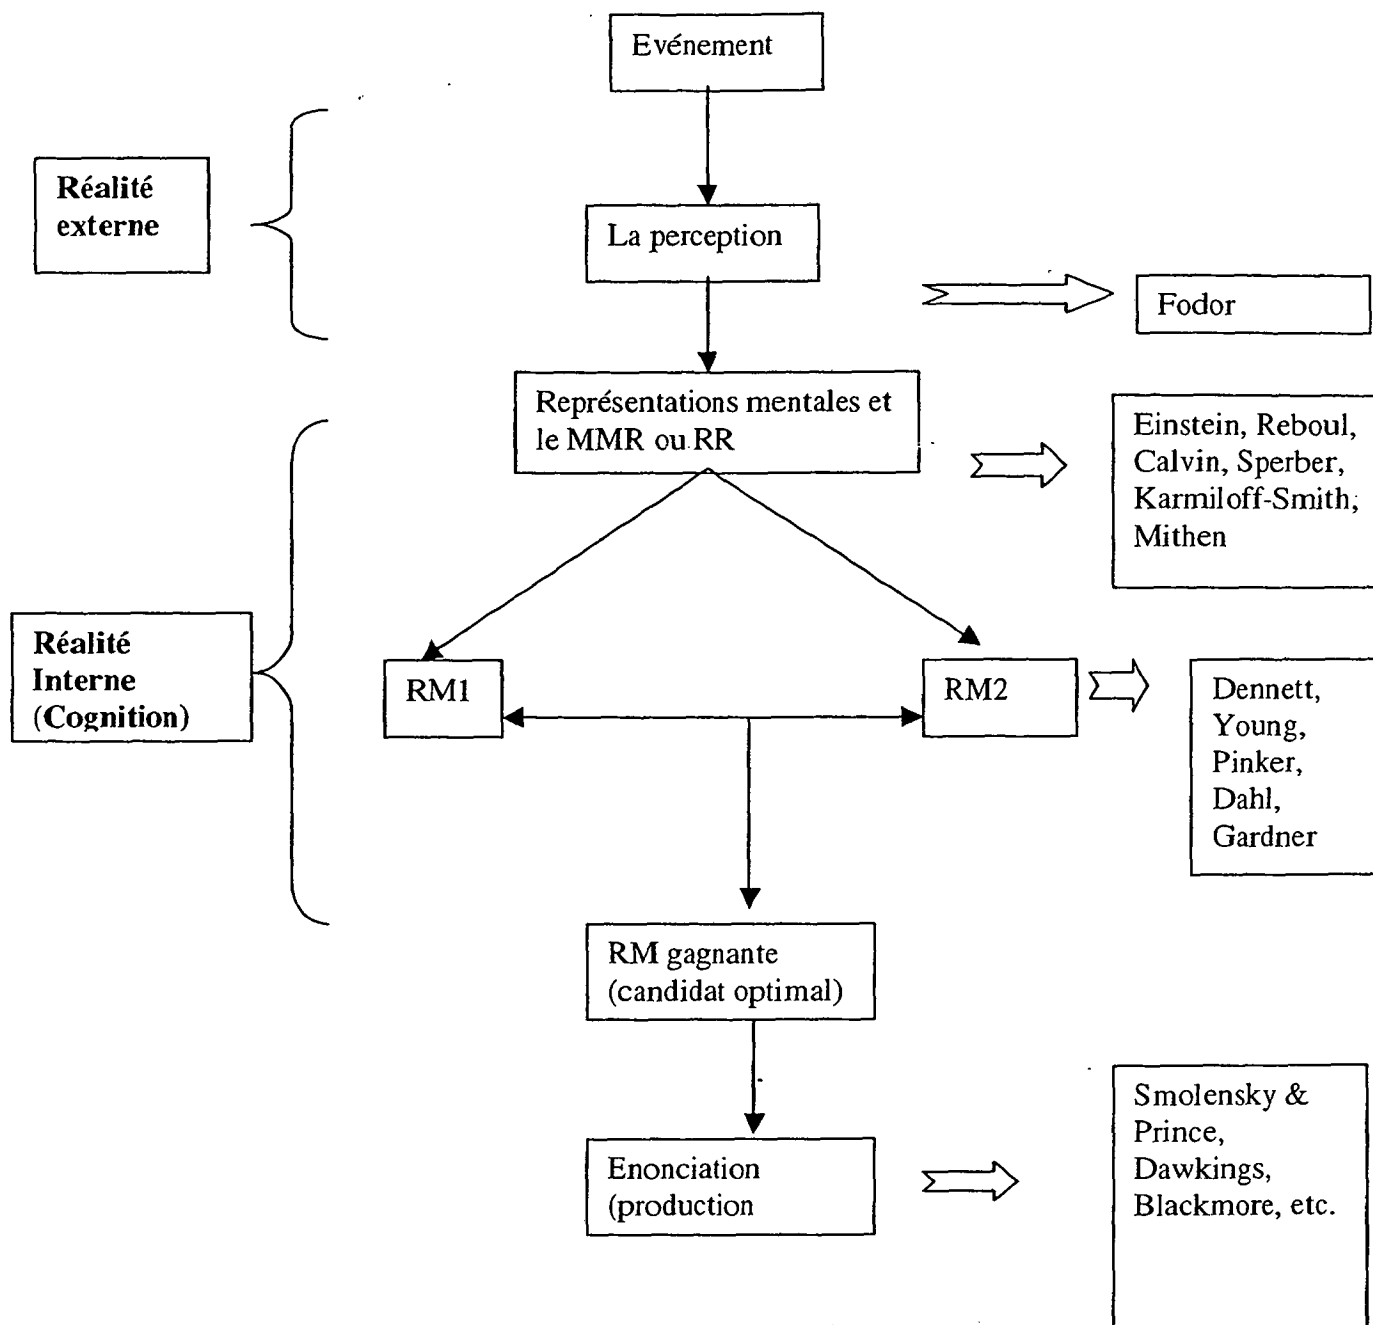 Evénement
Réalité
externe
La perception
Fodor
Représentations mentales et
le MMR ou RR
Einstein, Reboul,
Calvin, Sperber,
Karmiloff-Smith,
Mithen
Réalité
Interne
(Cognition)
RM1
RM2
Dennett,
Young,
Pinker,
Dahl,
Gardner
RM gagnante
(candidat optimal)
Enonciation
(production
Smolensky &
Prince,
Dawkings,
Blackmore, etc.